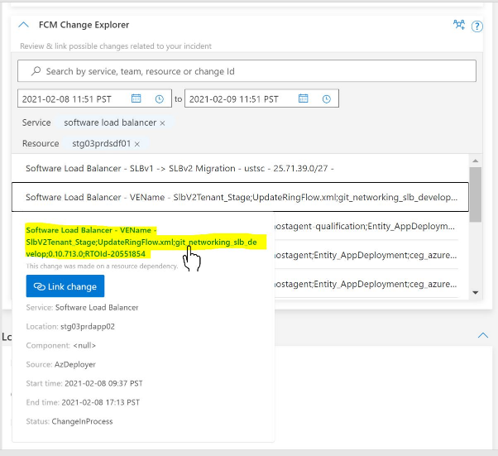 FCM Change Explorer
Review & link possible changes related to your incident
Search by service, team, resource or change Id
2021-02-08 11:51 PST to 2021-02-09 11:51 PST
Service software load balancer ×
Resource stg03prdsdf01 ×
Software Load Balancer - SLBv1 -> SLBv2 Migration - ustsc - 25.71.39.0/27 -
Software Load Balancer - VEName - SlbV2Tenant_Stage;UpdateRingFlow.xml;git_networking_slb_develop...
Software Load Balancer - VEName -
SlbV2Tenant_Stage;UpdateRingFlow.xml;git_networking_slb_de
velop;0.10.713.0;RTOId-20551854
This change was made on a resource dependency.
Link change
Service: Software Load Balancer
Location: stg03prdapp02
Component: <null>
Source: AzDeployer
Start time: 2021-02-08 09:37 PST
End time: 2021-02-08 17:13 PST
Status: ChangeInProcess
hostagent-qualification;Entity_AppDeploym...
hostagent;Entity_AppDeployment;ceg_azure...
hostagent;Entity_AppDeployment;ceg_azure...
Lo